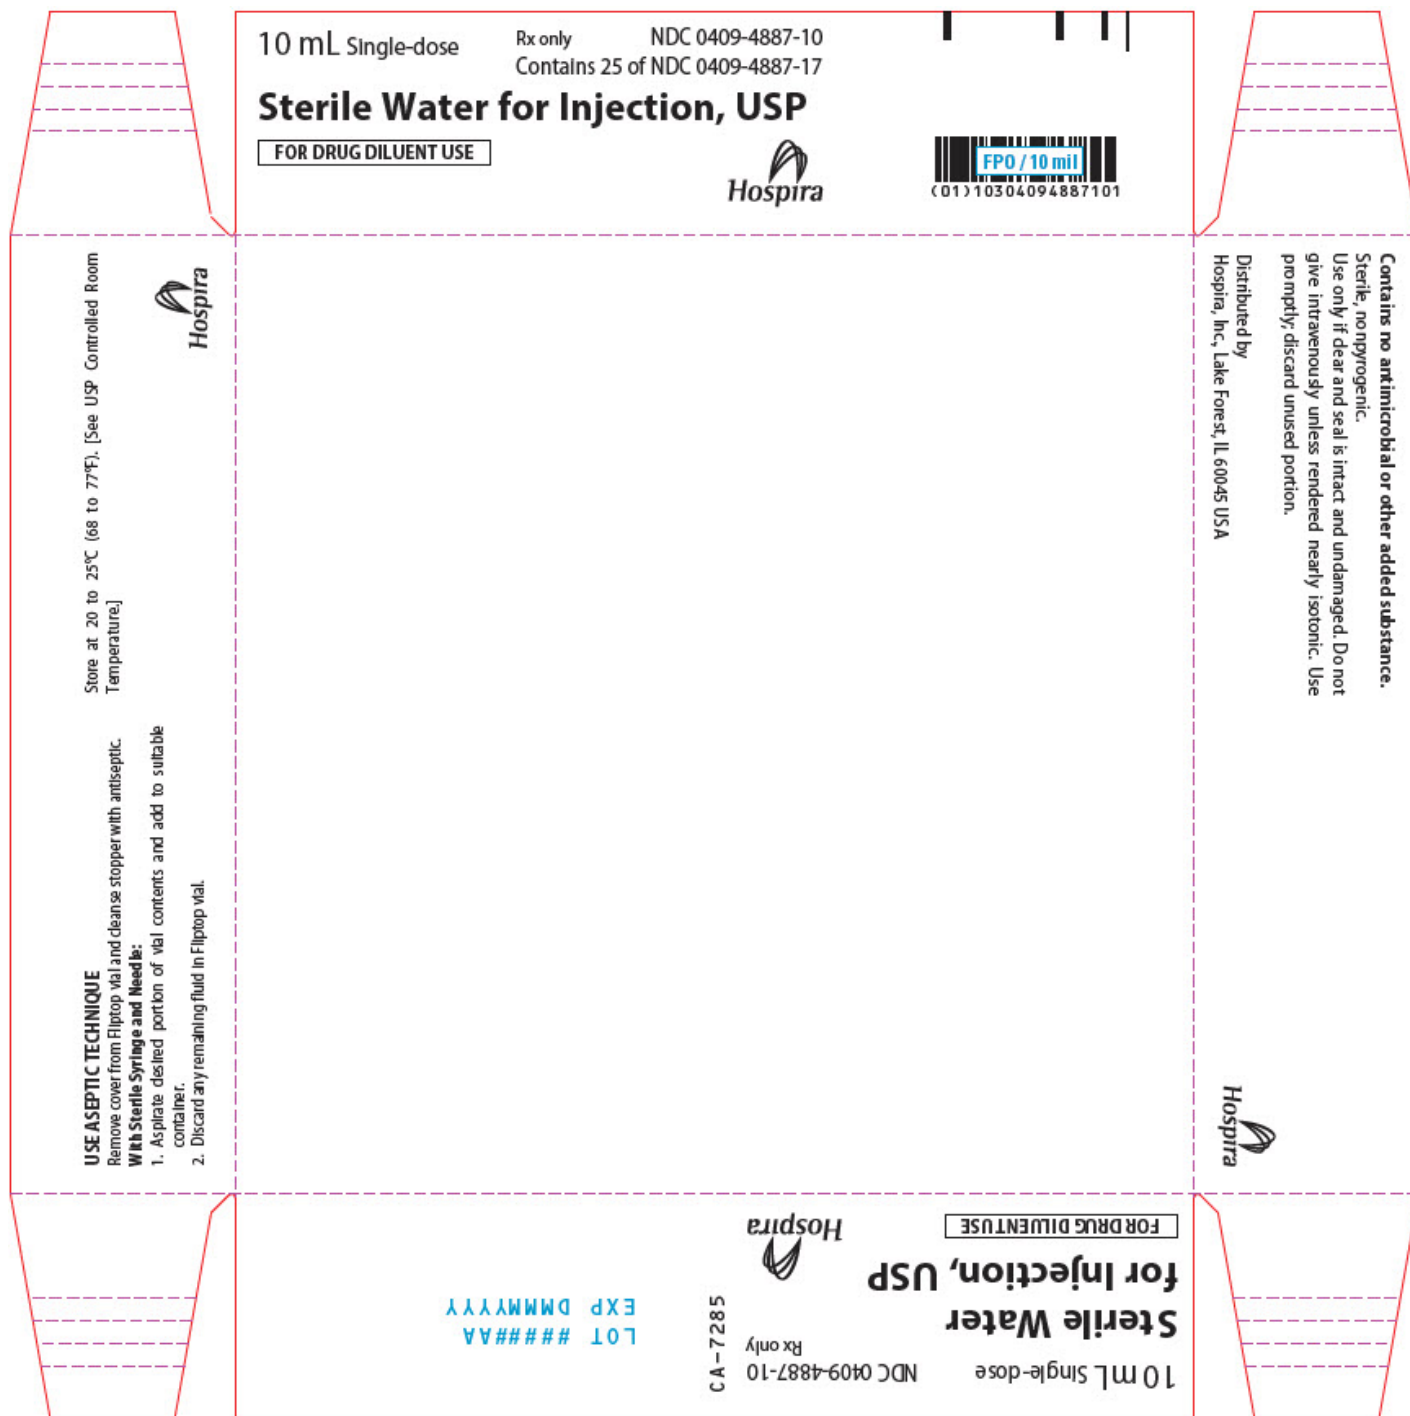 10 mL Single-dose
Rx only
NDC 0409-4887-10
Contains 25 of NDC 0409-4887-17
Sterile Water for Injection, USP
FOR DRUG DILUENT USE
Hospira
FPO / 10 mil
(01)10304094887101
Hospira
Store at 20 to 25°C (68 to 77°F). [See USP Controlled Room
Temperature.]
USE ASEPTIC TECHNIQUE
Remove cover from Fliptop vial and cleanse stopper with antiseptic.
With Sterile Syringe and Needle:
1. Aspirate desired portion of vial contents and add to suitable
container.
2. Discard any remaining fluid in Fliptop vial.
Contains no antimicrobial or other added substance.
Sterile, nonpyrogenic.
Use only if clear and seal is intact and undamaged. Do not
give intravenously unless rendered nearly isotonic. Use
promptly; discard unused portion.
Distributed by
Hospira, Inc., Lake Forest, IL 60045 USA
Hospira
10 mL Single-dose
NDC 0409-4887-10
Rx only
Sterile Water
for Injection, USP
FOR DRUG DILUENT USE
Hospira
CA-7285
LOT #####AA
EXP DMMMYYYY